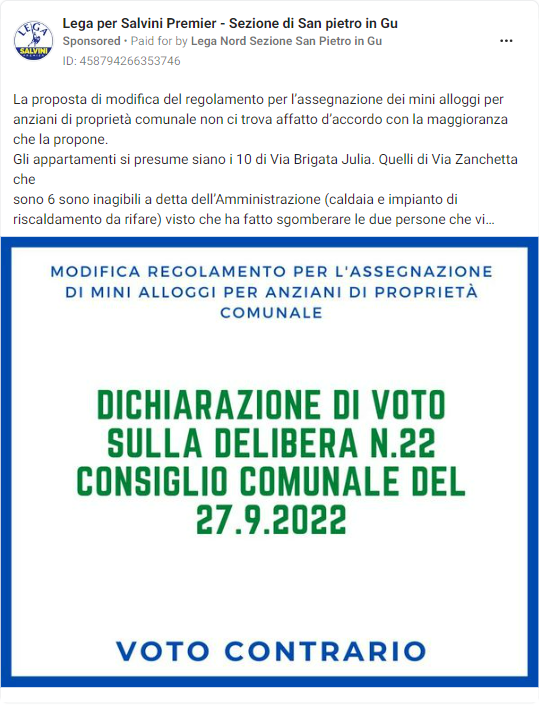 LEGA
SALVINI
PREMIER
Lega per Salvini Premier - Sezione di San pietro in Gu
Sponsored • Paid for by Lega Nord Sezione San Pietro in Gu
ID: 458794266353746
La proposta di modifica del regolamento per l'assegnazione dei mini alloggi per
anziani di proprietà comunale non ci trova affatto d'accordo con la maggioranza
che la propone.
Gli appartamenti si presume siano i 10 di Via Brigata Julia. Quelli di Via Zanchetta
che
sono 6 sono inagibili a detta dell'Amministrazione (caldaia e impianto di
riscaldamento da rifare) visto che ha fatto sgomberare le due persone che vi...
MODIFICA REGOLAMENTO PER L'ASSEGNAZIONE
DI MINI ALLOGGI PER ANZIANI DI PROPRIETÀ
COMUNALE
DICHIARAZIONE DI VOTO
SULLA DELIBERA N.22
CONSIGLIO COMUNALE DEL
27.9.2022
VOTO CONTRARIO